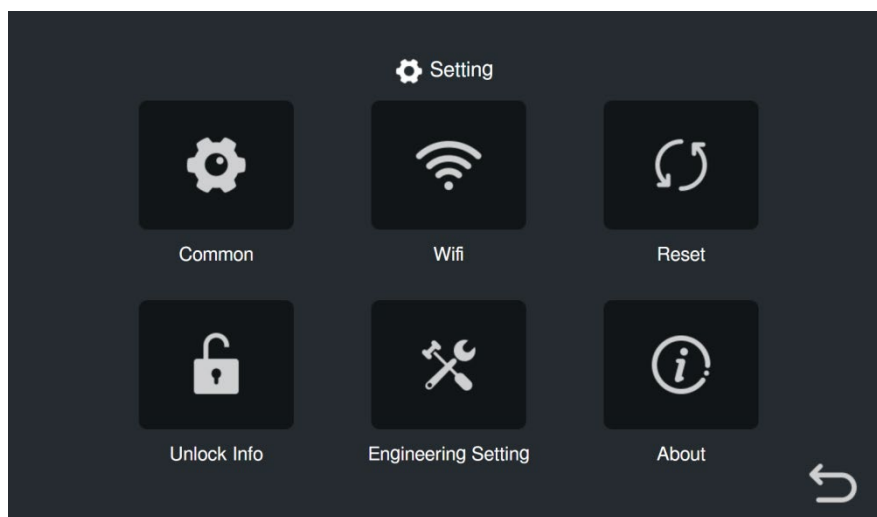 Setting
Common
Wifi
Reset
Unlock Info
Engineering Setting
About